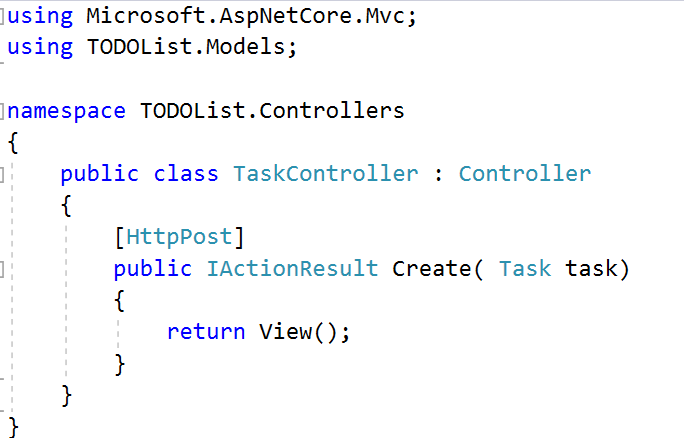 using Microsoft.AspNetCore.Mvc;
using TODOList.Models;

namespace TODOList.Controllers
{
    public class TaskController : Controller
    {
        [HttpPost]
        public IActionResult Create( Task task)
        {
            return View();
        }
    }
}